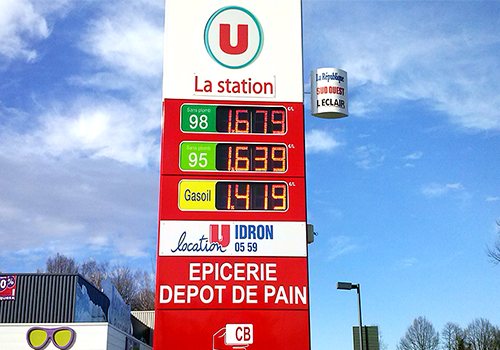 U
La station
La République
SUD OUEST
L'ECLAIR
Sans plomb
98 1.679 €/L
Sans plomb
95 1.639 €/L
Gasoil 1.419 €/L
location U IDRON
05 59
EPICERIE
DEPOT DE PAIN
CB